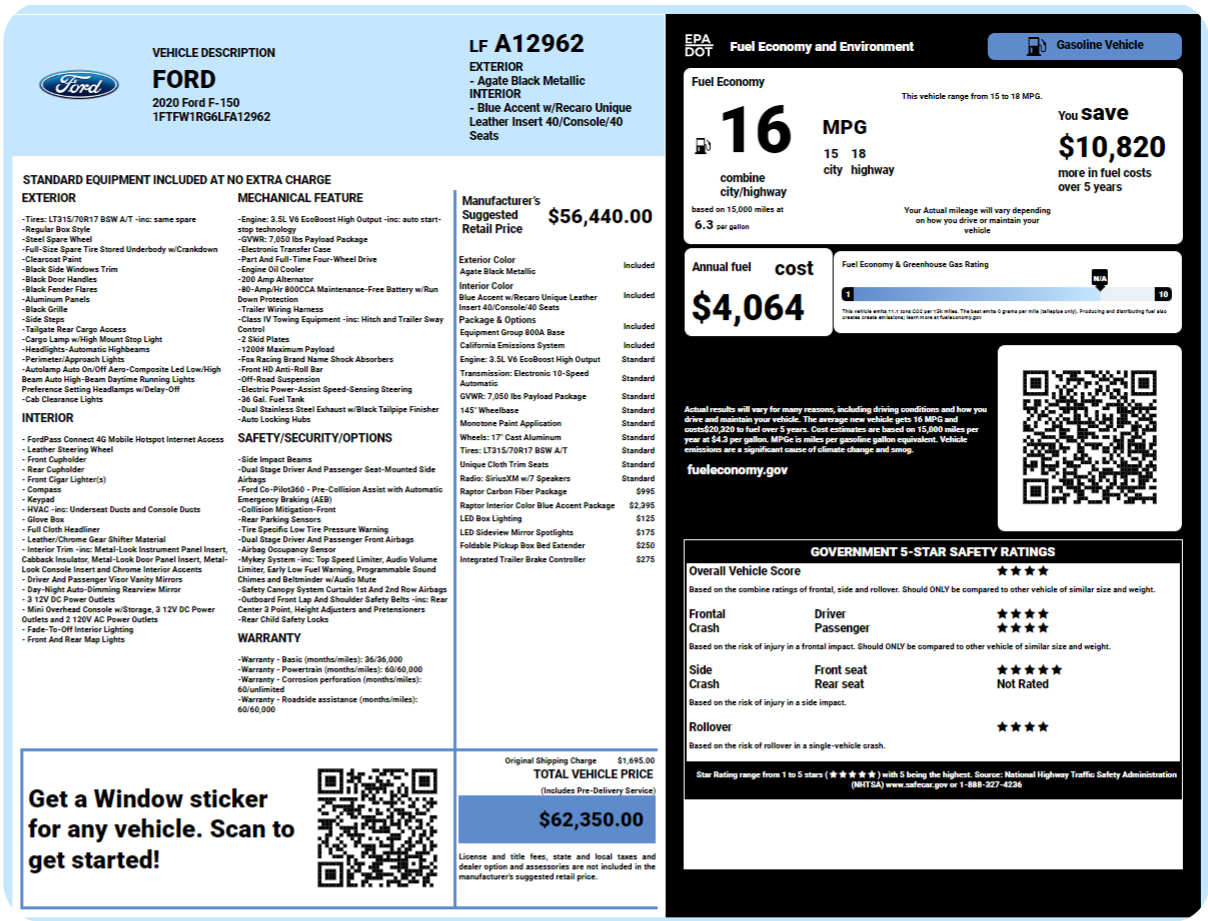 Ford
VEHICLE DESCRIPTION
FORD
2020 Ford F-150
1FTFW1RG6LFA12962
LF A12962
EXTERIOR
- Agate Black Metallic
INTERIOR
- Blue Accent w/Recaro Unique
Leather Insert 40/Console/40
Seats
STANDARD EQUIPMENT INCLUDED AT NO EXTRA CHARGE
EXTERIOR
-Tires: LT315/70R17 BSW A/T -inc: same spare
-Regular Box Style
-Steel Spare Wheel
-Full-Size Spare Tire Stored Underbody w/Crankdown
-Clearcoat Paint
-Black Side Windows Trim
-Black Door Handles
-Black Fender Flares
-Aluminum Panels
-Black Grille
-Side Steps
-Tailgate Rear Cargo Access
-Cargo Lamp w/High Mount Stop Light
-Headlights-Automatic Highbeams
-Perimeter/Approach Lights
-Autolamp Auto On/Off Aero-Composite Led Low/High
Beam Auto High-Beam Daytime Running Lights
Preference Setting Headlamps w/Delay-Off
-Cab Clearance Lights
INTERIOR
- FordPass Connect 4G Mobile Hotspot Internet Access
- Leather Steering Wheel
- Front Cupholder
- Rear Cupholder
- Front Cigar Lighter(s)
- Compass
- Keypad
- HVAC -inc: Underseat Ducts and Console Ducts
- Glove Box
- Full Cloth Headliner
- Leather/Chrome Gear Shifter Material
- Interior Trim -inc: Metal-Look Instrument Panel Insert,
Cabback Insulator, Metal-Look Door Panel Insert, Metal-
Look Console Insert and Chrome Interior Accents
- Driver And Passenger Visor Vanity Mirrors
- Day-Night Auto-Dimming Rearview Mirror
- 3 12V DC Power Outlets
- Mini Overhead Console w/Storage, 3 12V DC Power
Outlets and 2 120V AC Power Outlets
- Fade-To-Off Interior Lighting
- Front And Rear Map Lights
MECHANICAL FEATURE
-Engine: 3.5L V6 EcoBoost High Output -inc: auto start-
stop technology
-GVWR: 7,050 lbs Payload Package
-Electronic Transfer Case
-Part And Full-Time Four-Wheel Drive
-Engine Oil Cooler
-200 Amp Alternator
-80-Amp/Hr 800CCA Maintenance-Free Battery w/Run
Down Protection
-Trailer Wiring Harness
-Class IV Towing Equipment -inc: Hitch and Trailer Sway
Control
-2 Skid Plates
-1200# Maximum Payload
-Fox Racing Brand Name Shock Absorbers
-Front HD Anti-Roll Bar
-Off-Road Suspension
-Electric Power-Assist Speed-Sensing Steering
-36 Gal. Fuel Tank
-Dual Stainless Steel Exhaust w/Black Tailpipe Finisher
-Auto Locking Hubs
SAFETY/SECURITY/OPTIONS
-Side Impact Beams
-Dual Stage Driver And Passenger Seat-Mounted Side
Airbags
-Ford Co-Pilot360 - Pre-Collision Assist with Automatic
Emergency Braking (AEB)
-Collision Mitigation-Front
-Rear Parking Sensors
-Tire Specific Low Tire Pressure Warning
-Dual Stage Driver And Passenger Front Airbags
-Airbag Occupancy Sensor
-Mykey System -inc: Top Speed Limiter, Audio Volume
Limiter, Early Low Fuel Warning, Programmable Sound
Chimes and Beltminder w/Audio Mute
-Safety Canopy System Curtain 1st And 2nd Row Airbags
-Outboard Front Lap And Shoulder Safety Belts -inc: Rear
Center 3 Point, Height Adjusters and Pretensioners
-Rear Child Safety Locks
WARRANTY
-Warranty - Basic (months/miles): 36/36,000
-Warranty - Powertrain (months/miles): 60/60,000
-Warranty - Corrosion perforation (months/miles):
60/unlimited
-Warranty - Roadside assistance (months/miles):
60/60,000
Manufacturer's
Suggested
Retail Price
$56,440.00
Exterior Color
Agate Black Metallic Included
Interior Color
Blue Accent w/Recaro Unique Leather
Insert 40/Console/40 Seats Included
Package & Options
Equipment Group 800A Base Included
California Emissions System Included
Engine: 3.5L V6 EcoBoost High Output Standard
Transmission: Electronic 10-Speed
Automatic Standard
GVWR: 7,050 lbs Payload Package Standard
145" Wheelbase Standard
Monotone Paint Application Standard
Wheels: 17" Cast Aluminum Standard
Tires: LT315/70R17 BSW A/T Standard
Unique Cloth Trim Seats Standard
Radio: SiriusXM w/7 Speakers Standard
Raptor Carbon Fiber Package $995
Raptor Interior Color Blue Accent Package $2,395
LED Box Lighting $125
LED Sideview Mirror Spotlights $175
Foldable Pickup Box Bed Extender $250
Integrated Trailer Brake Controller $275
Get a Window sticker
for any vehicle. Scan to
get started!
Original Shipping Charge $1,695.00
TOTAL VEHICLE PRICE
(Includes Pre-Delivery Service)
$62,350.00
License and title fees, state and local taxes and
dealer option and assessories are not included in the
manufacturer's suggested retail price.
EPA
DOT
Fuel Economy and Environment
Gasoline Vehicle
Fuel Economy
This vehicle range from 15 to 18 MPG.
16
MPG
15 18
city highway
combine
city/highway
based on 15,000 miles at
6.3 per gallon
You save
$10,820
more in fuel costs
over 5 years
Your Actual mileage will vary depending
on how you drive or maintain your
vehicle
Annual fuel cost
$4,064
Fuel Economy & Greenhouse Gas Rating
N/A
1
10
This vehicle emits 11.1 tons CO2 per 15k miles. The best emits 0 grams per mile (tailpipe only). Producing and distributing fuel also
creates create emissions; learn more at fueleconomy.gov
Actual results will vary for many reasons, including driving conditions and how you
drive and maintain your vehicle. The average new vehicle gets 16 MPG and
costs$20,320 to fuel over 5 years. Cost estimates are based on 15,000 miles per
year at $4.3 per gallon. MPGe is miles per gasoline gallon equivalent. Vehicle
emissions are a significant cause of climate change and smog.
fueleconomy.gov
GOVERNMENT 5-STAR SAFETY RATINGS
Overall Vehicle Score ★★★★
Based on the combine ratings of frontal, side and rollover. Should ONLY be compared to other vehicle of similar size and weight.
Frontal Driver ★★★★
Crash Passenger ★★★★
Based on the risk of injury in a frontal impact. Should ONLY be compared to other vehicle of similar size and weight.
Side Front seat ★★★★★
Crash Rear seat Not Rated
Based on the risk of injury in a side impact.
Rollover ★★★★
Based on the risk of rollover in a single-vehicle crash.
Star Rating range from 1 to 5 stars (★★★★★) with 5 being the highest. Source: National Highway Traffic Safety Administration
(NHTSA) www.safecar.gov or 1-888-327-4236